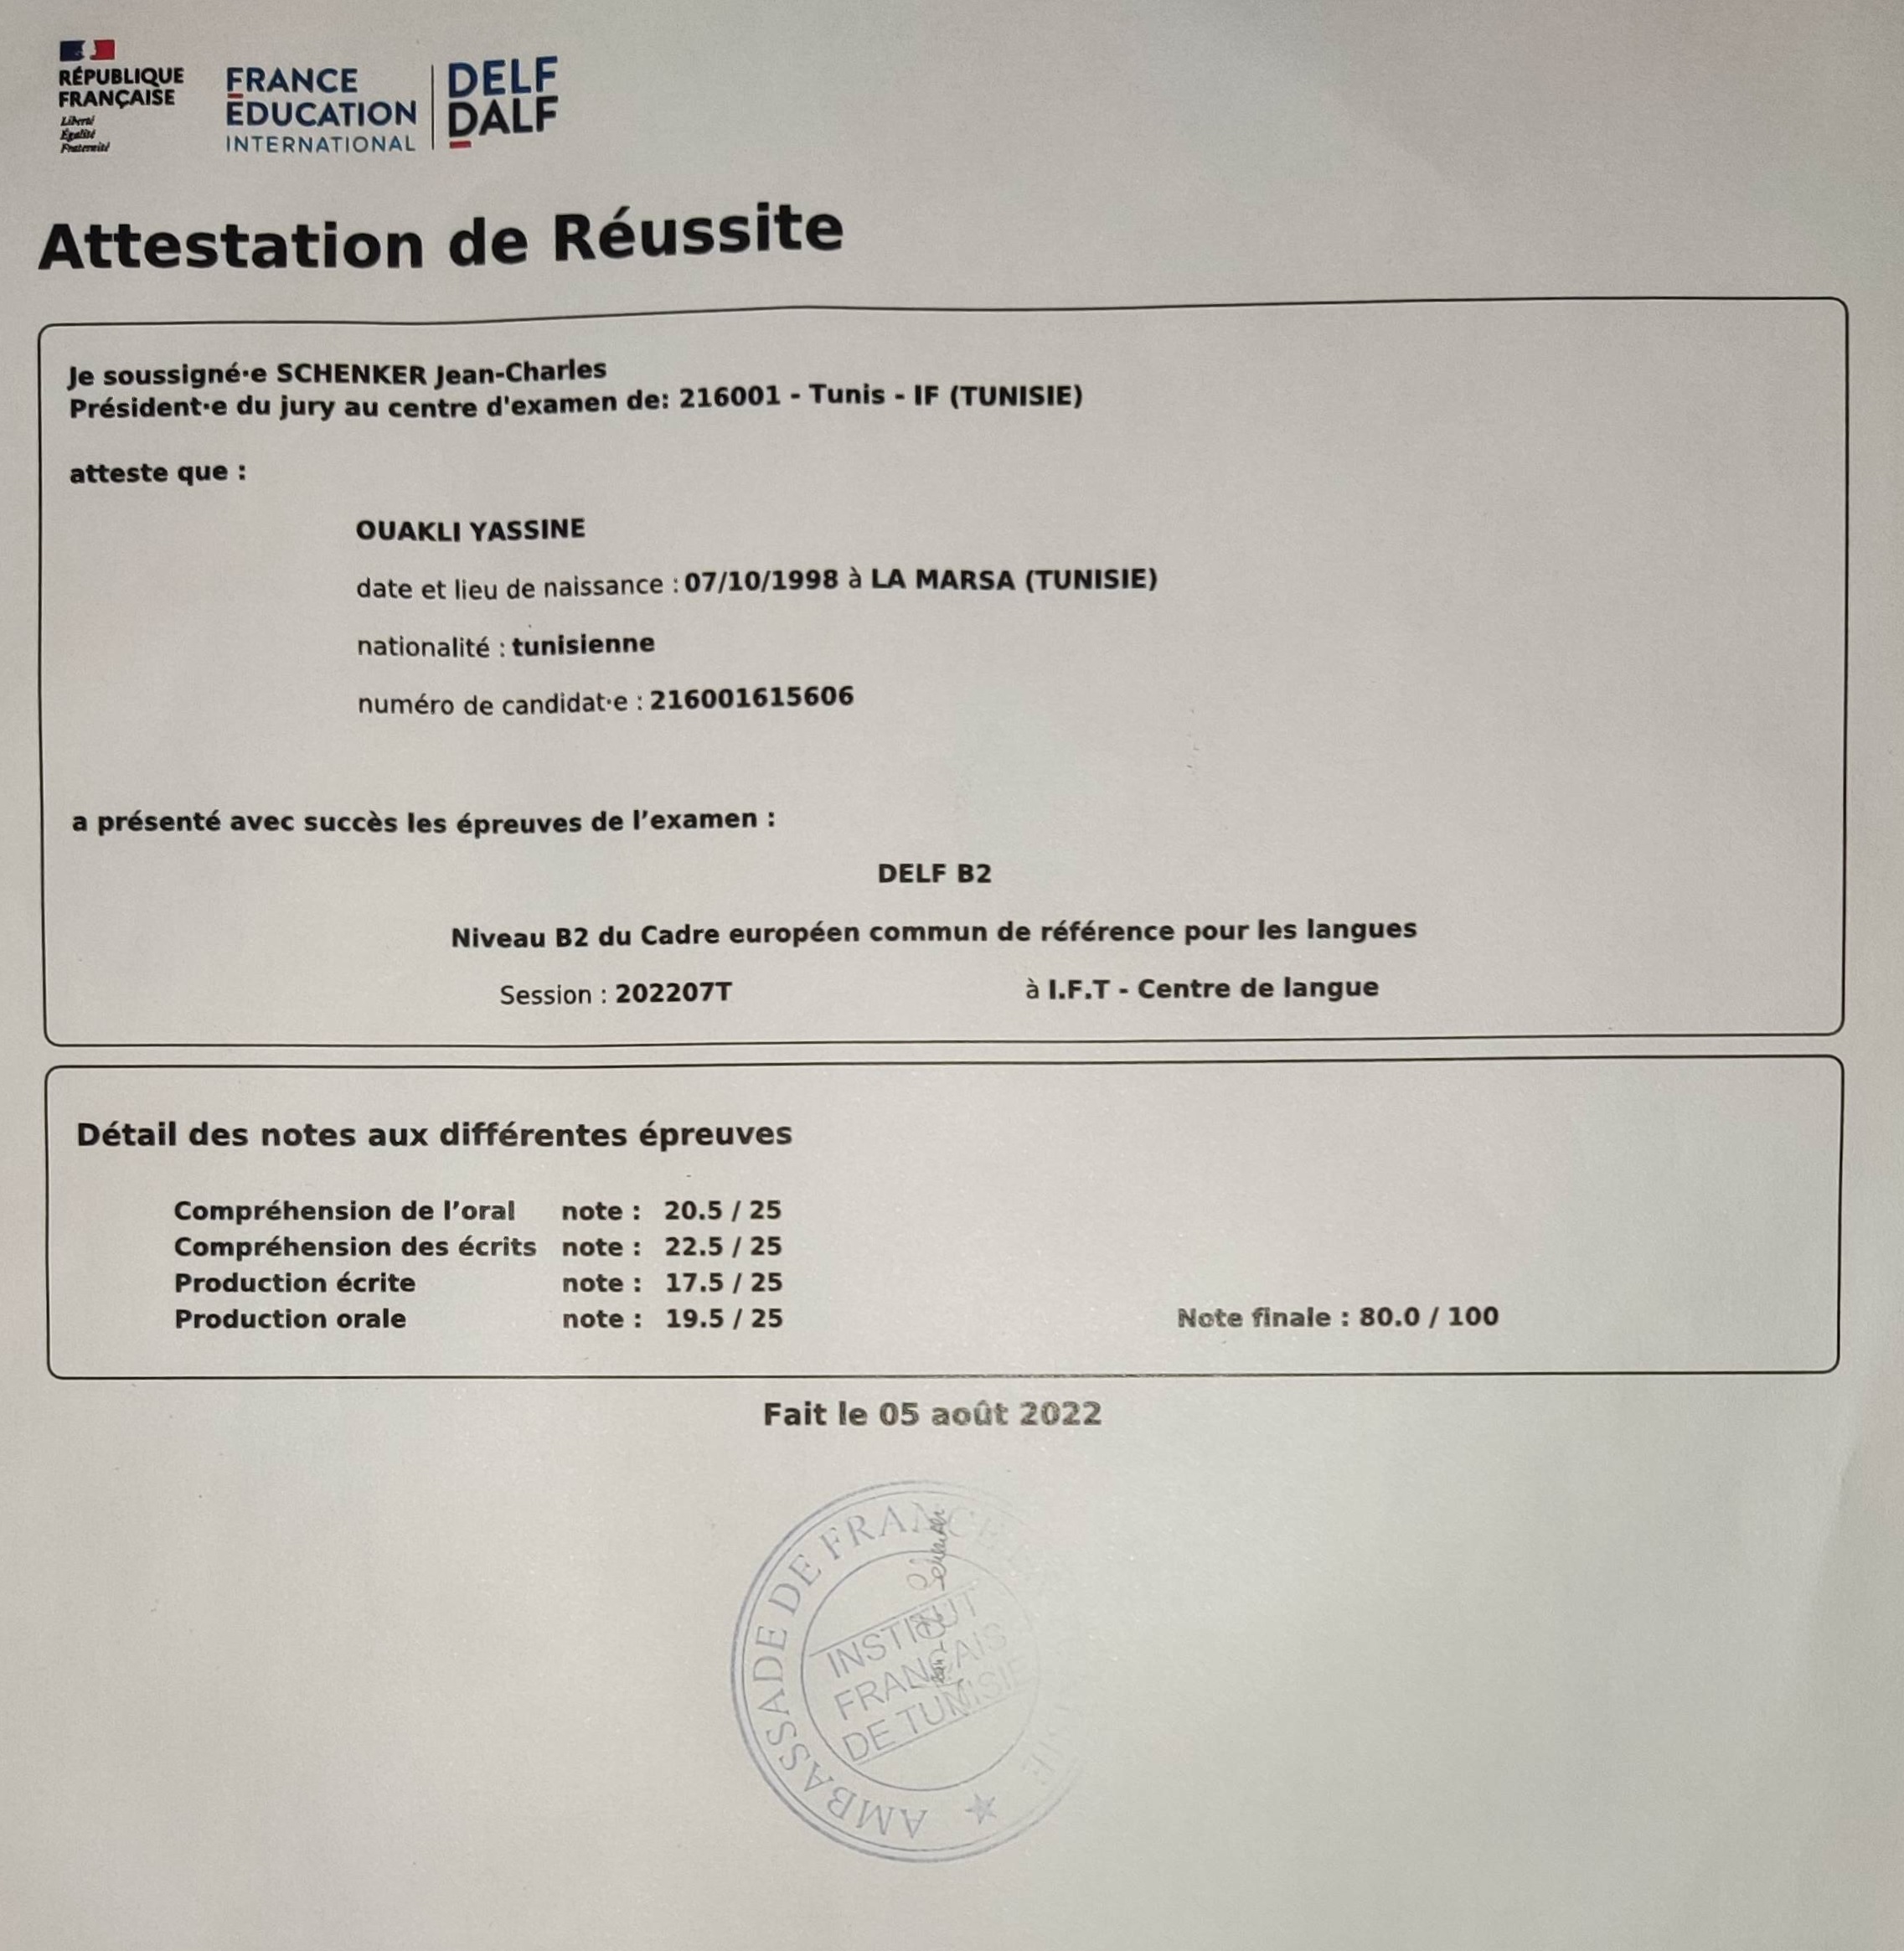 RÉPUBLIQUE
FRANÇAISE
Liberté
Égalité
Fraternité
FRANCE
ÉDUCATION
INTERNATIONAL
DELF
DALF
Attestation de Réussite
Je soussigné·e SCHENKER Jean-Charles
Président·e du jury au centre d'examen de: 216001 - Tunis - IF (TUNISIE)
atteste que :
OUAKLI YASSINE
date et lieu de naissance : 07/10/1998 à LA MARSA (TUNISIE)
nationalité : tunisienne
numéro de candidat·e : 216001615606
a présenté avec succès les épreuves de l’examen :
DELF B2
Niveau B2 du Cadre européen commun de référence pour les langues
Session : 202207T à I.F.T - Centre de langue
Détail des notes aux différentes épreuves
Compréhension de l’oral note : 20.5 / 25
Compréhension des écrits note : 22.5 / 25
Production écrite note : 17.5 / 25
Production orale note : 19.5 / 25 Note finale : 80.0 / 100
Fait le 05 août 2022
AMBASSADE DE FRANCE
INSTITUT
FRANÇAIS
DE TUNISIE